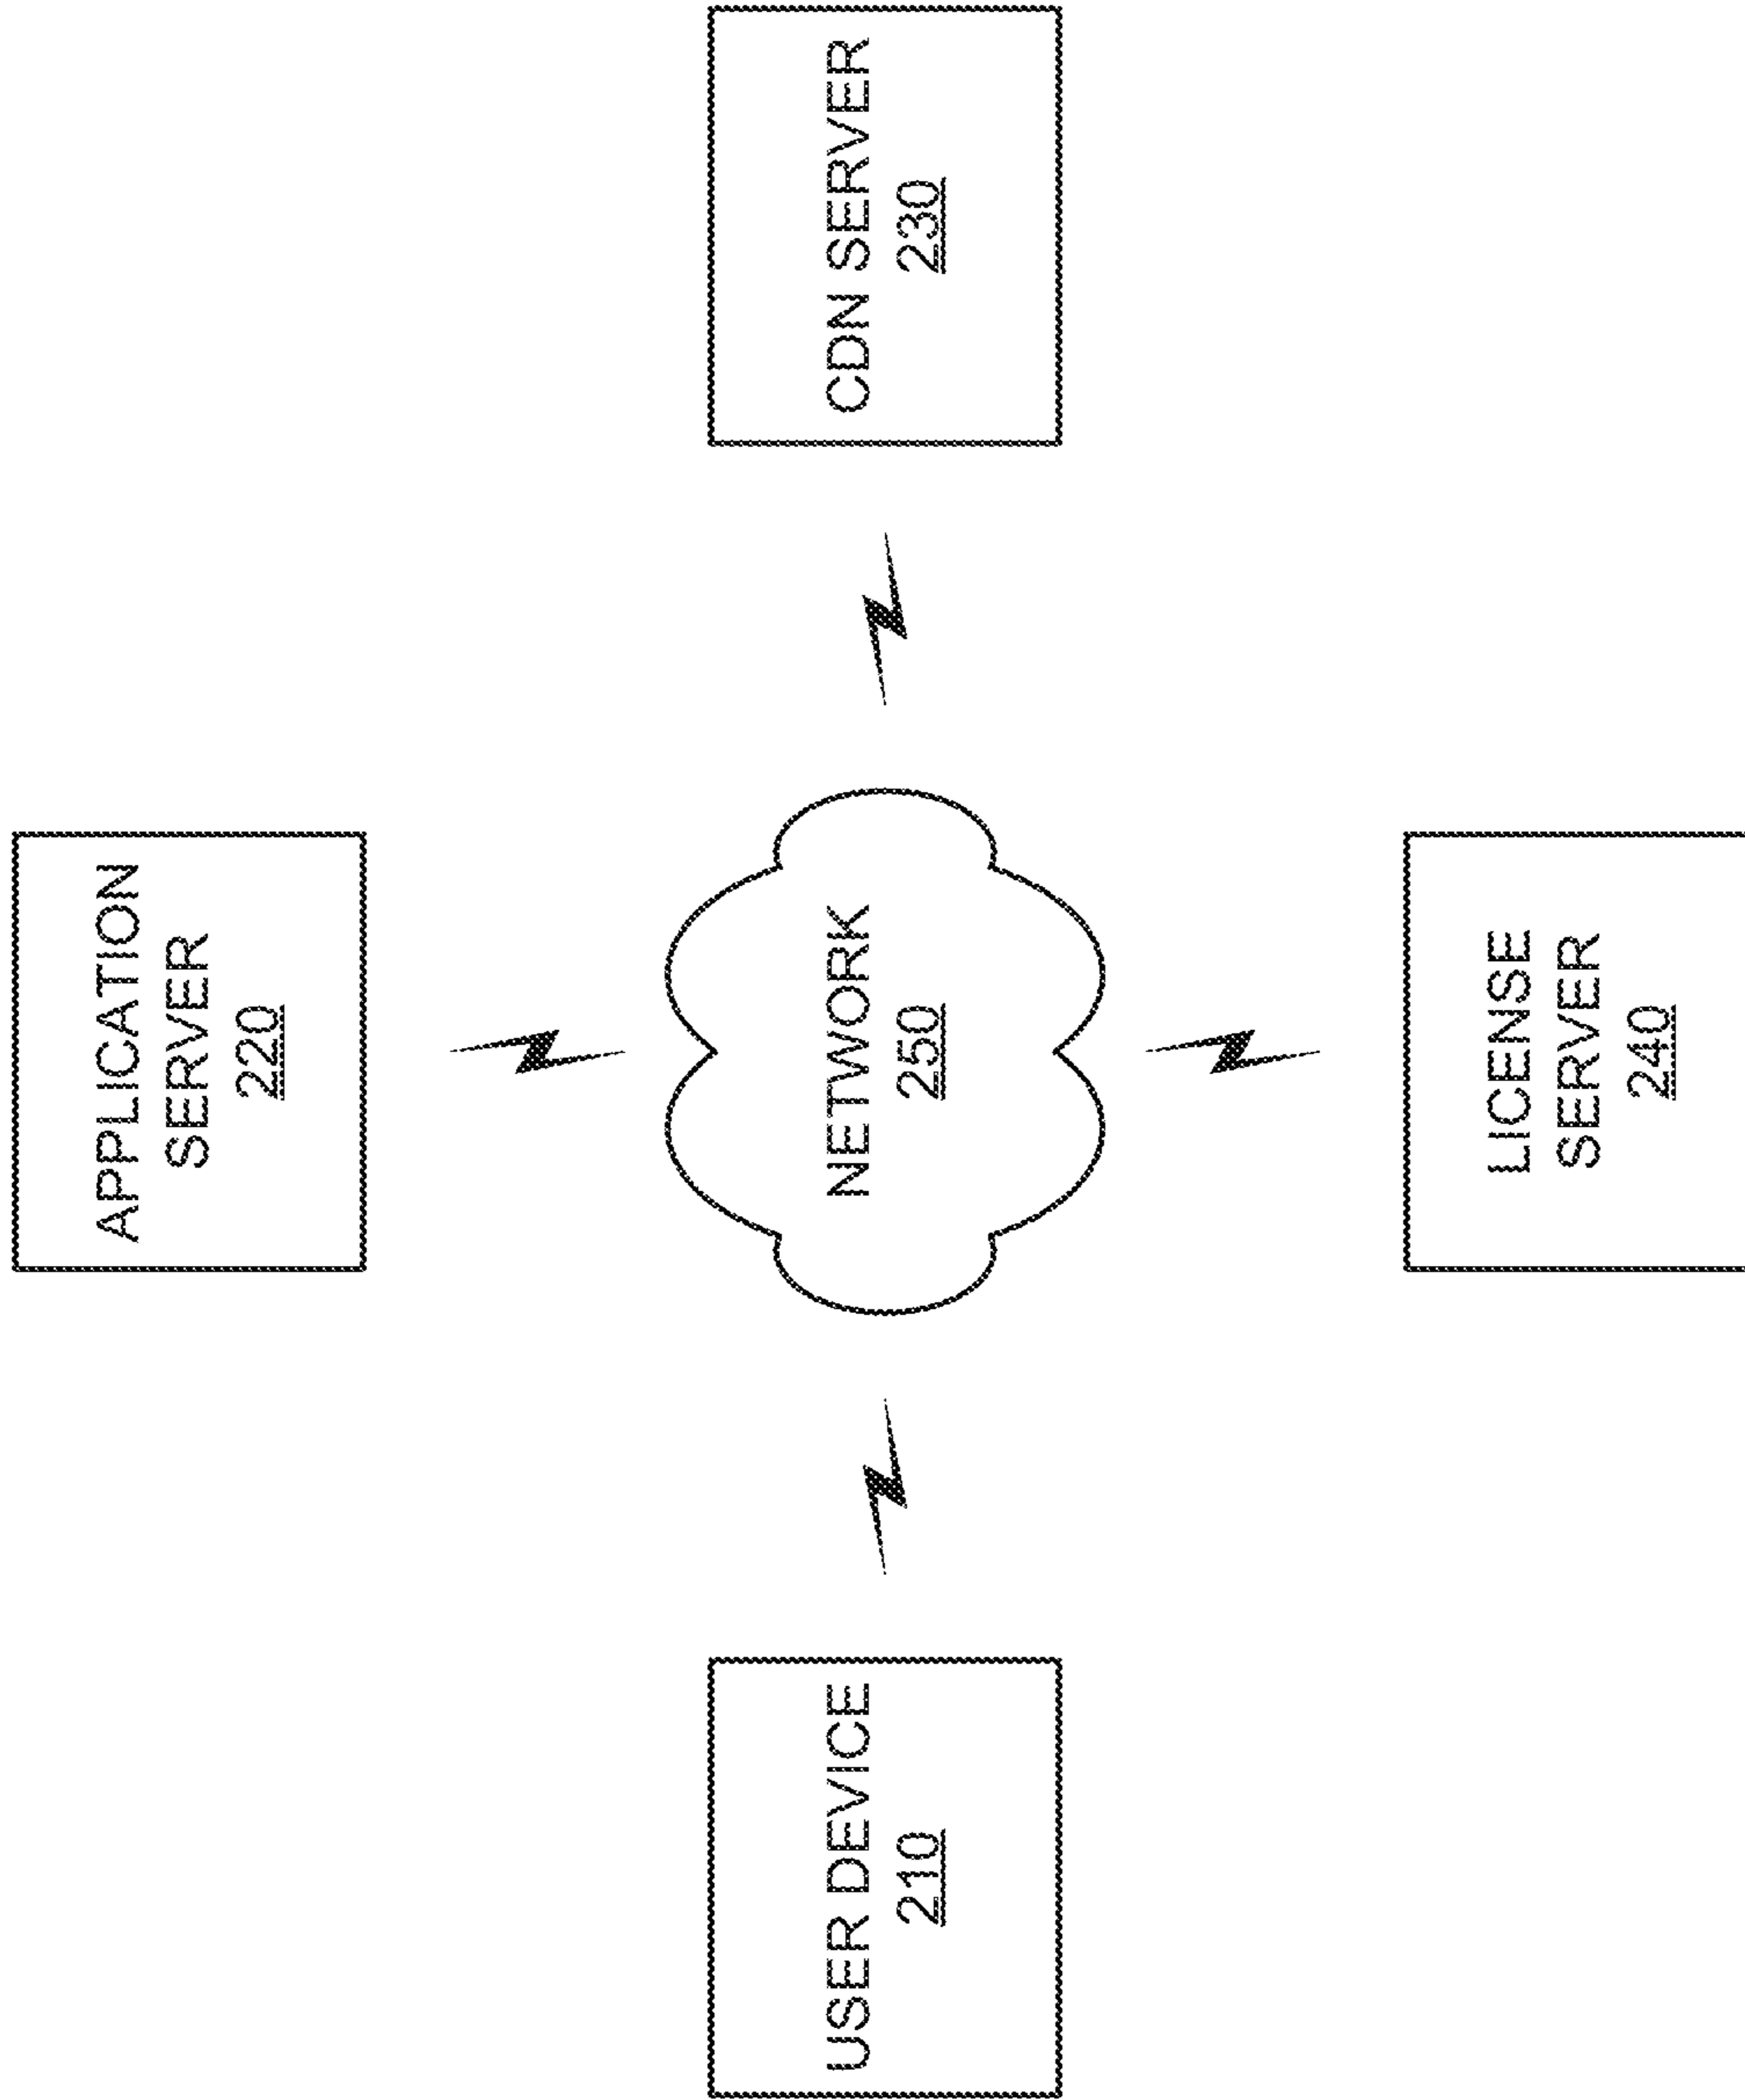 APPLICATION
SERVER
220
USER DEVICE
210
NETWORK
250
CDN SERVER
230
LICENSE
SERVER
240